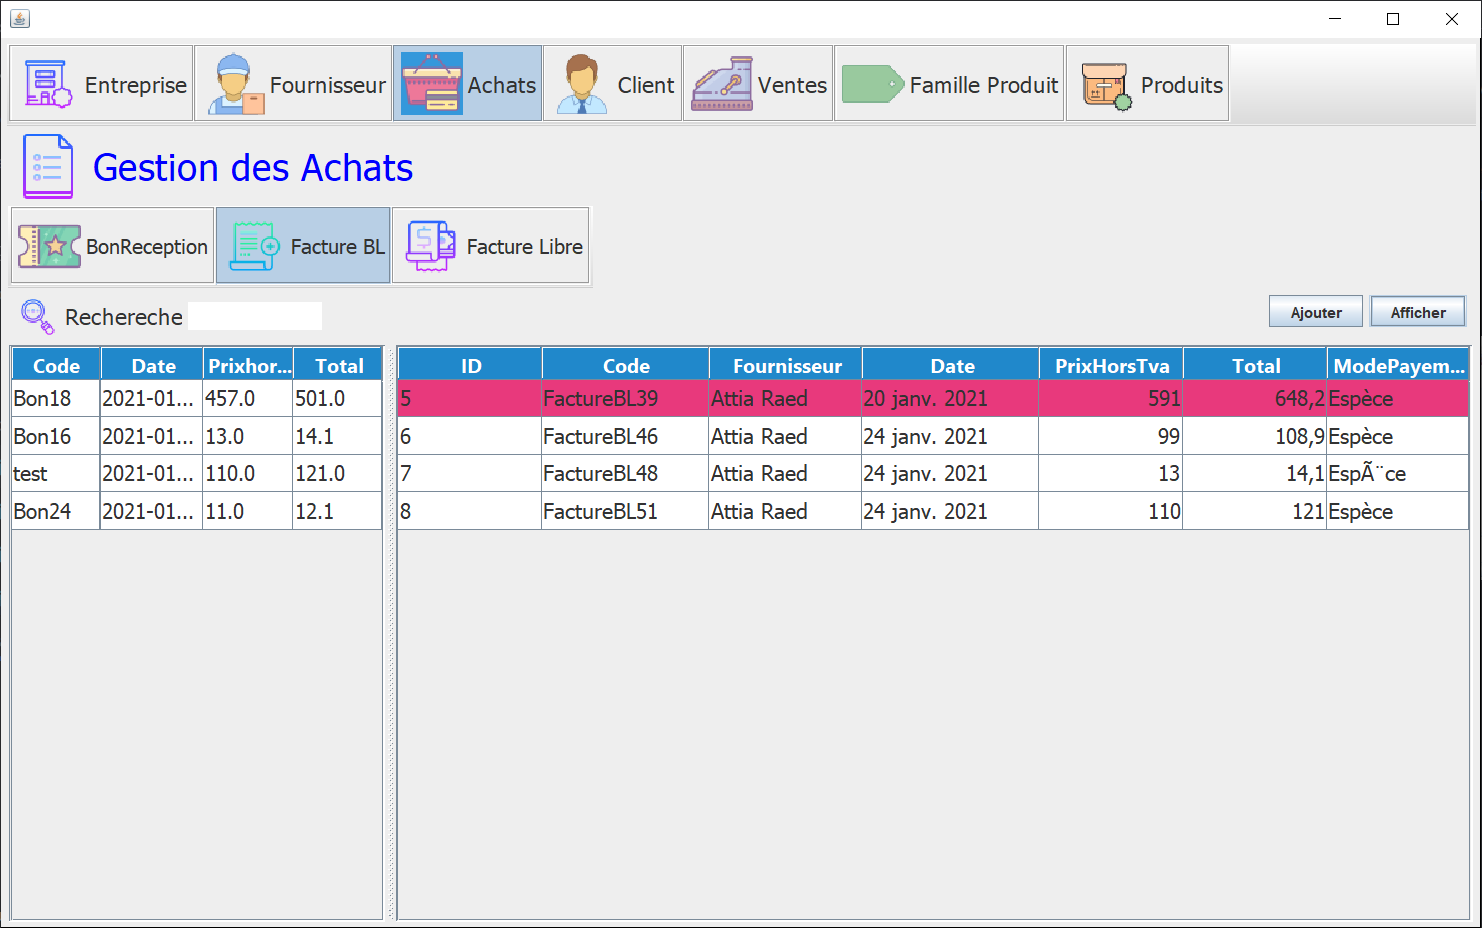 Entreprise Fournisseur Achats Client Ventes Famille Produit Produits
Gestion des Achats
BonReception Facture BL Facture Libre
Rechereche Ajouter Afficher
Code Date Prixhor... Total
Bon18 2021-01... 457.0 501.0
Bon16 2021-01... 13.0 14.1
test 2021-01... 110.0 121.0
Bon24 2021-01... 11.0 12.1
ID Code Fournisseur Date PrixHorsTva Total ModePayem...
5 FactureBL39 Attia Raed 20 janv. 2021 591 648,2 Espèce
6 FactureBL46 Attia Raed 24 janv. 2021 99 108,9 Espèce
7 FactureBL48 Attia Raed 24 janv. 2021 13 14,1 EspÃ¨ce
8 FactureBL51 Attia Raed 24 janv. 2021 110 121 Espèce